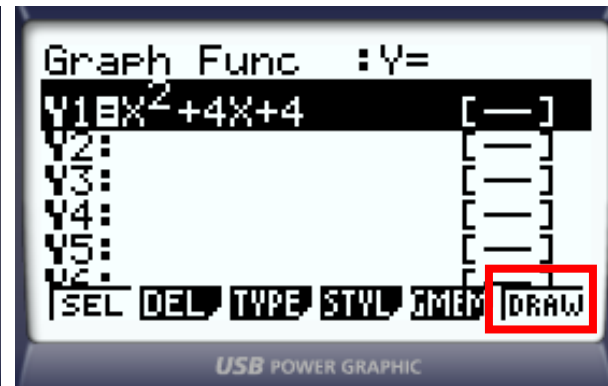 Graph Func :Y=
Y1=X²+4X+4 [—]
Y2: [—]
Y3: [—]
Y4: [—]
Y5: [—]
Y6: [—]
SEL DEL TYPE STYL GMEM DRAW
USB POWER GRAPHIC